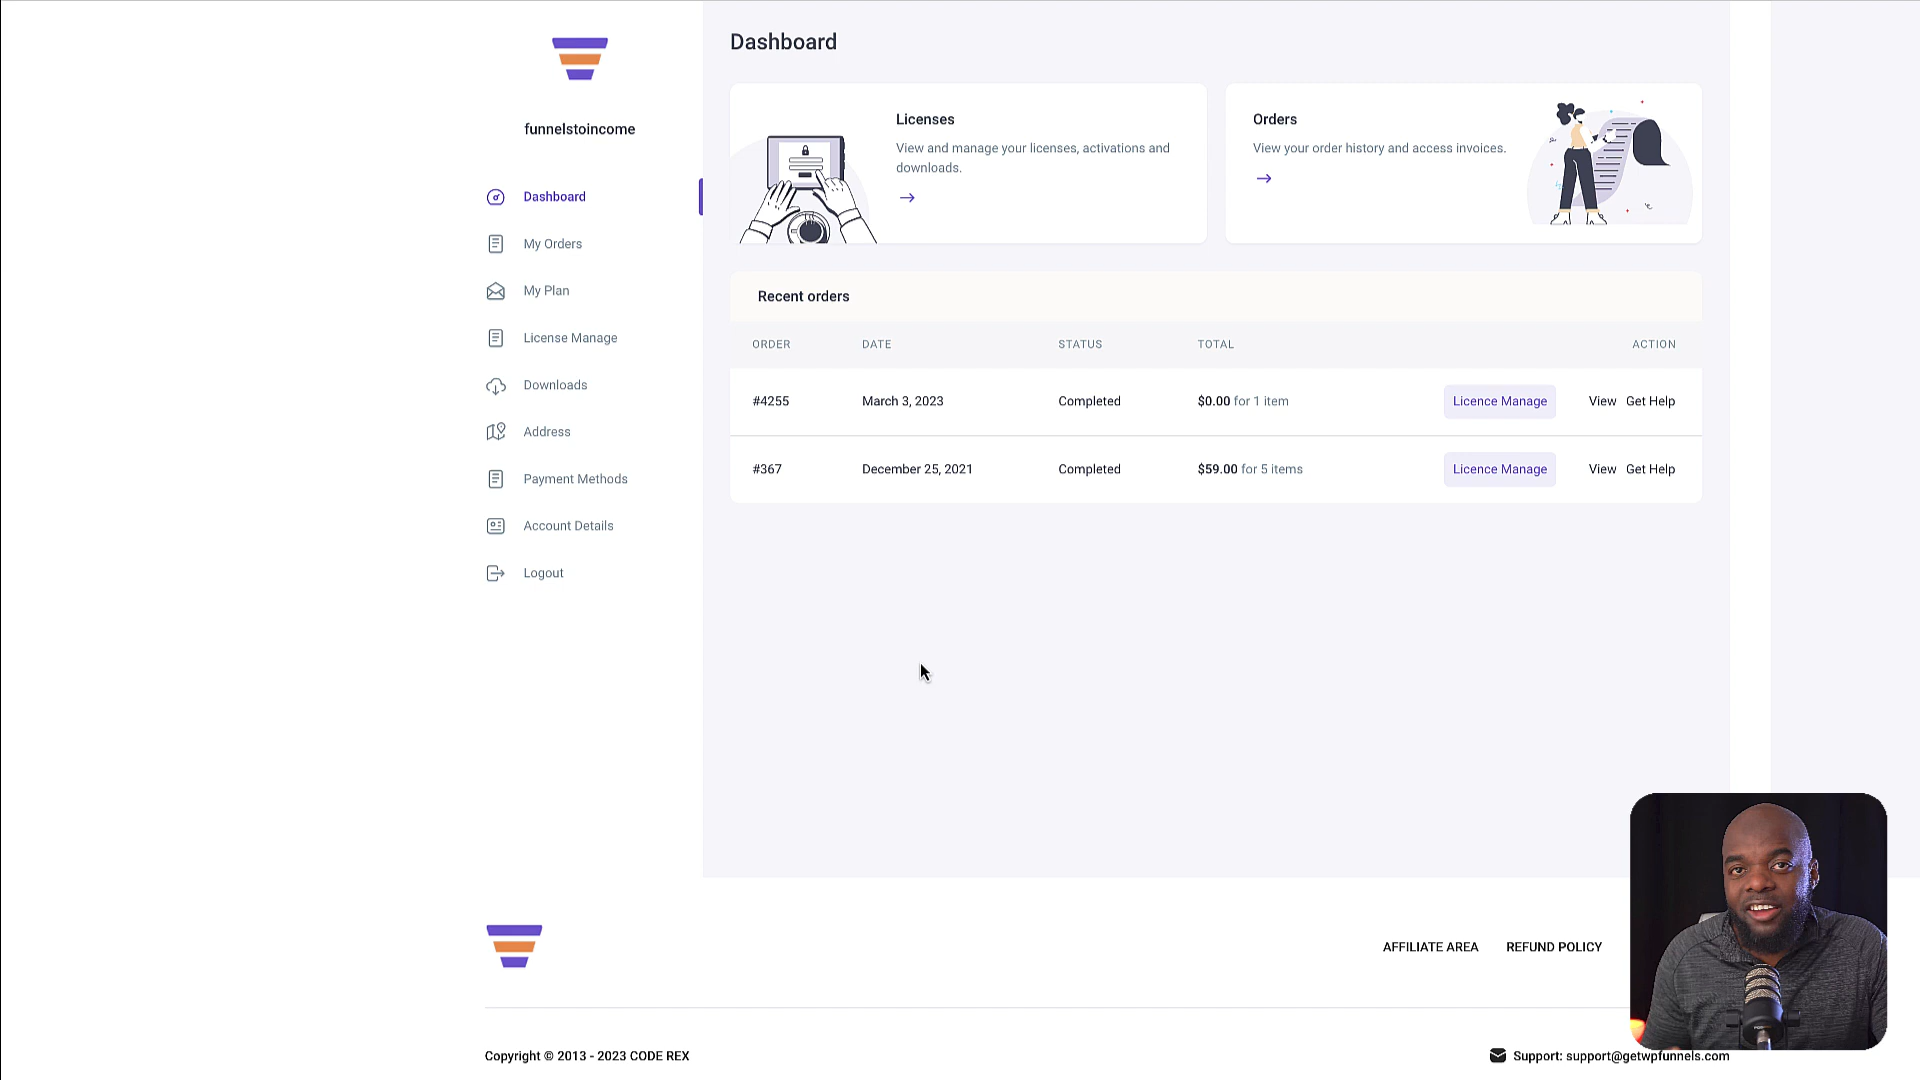 Dashboard
funnelstoincome
Dashboard
My Orders
My Plan
License Manage
Downloads
Address
Payment Methods
Account Details
Logout
Licenses
View and manage your licenses, activations and
downloads.
Orders
View your order history and access invoices.
Recent orders
ORDER DATE STATUS TOTAL ACTION
#4255 March 3, 2023 Completed $0.00 for 1 item Licence Manage View Get Help
#367 December 25, 2021 Completed $59.00 for 5 items Licence Manage View Get Help
AFFILIATE AREA REFUND POLICY
Copyright © 2013 - 2023 CODE REX
Support: support@getwpfunnels.com